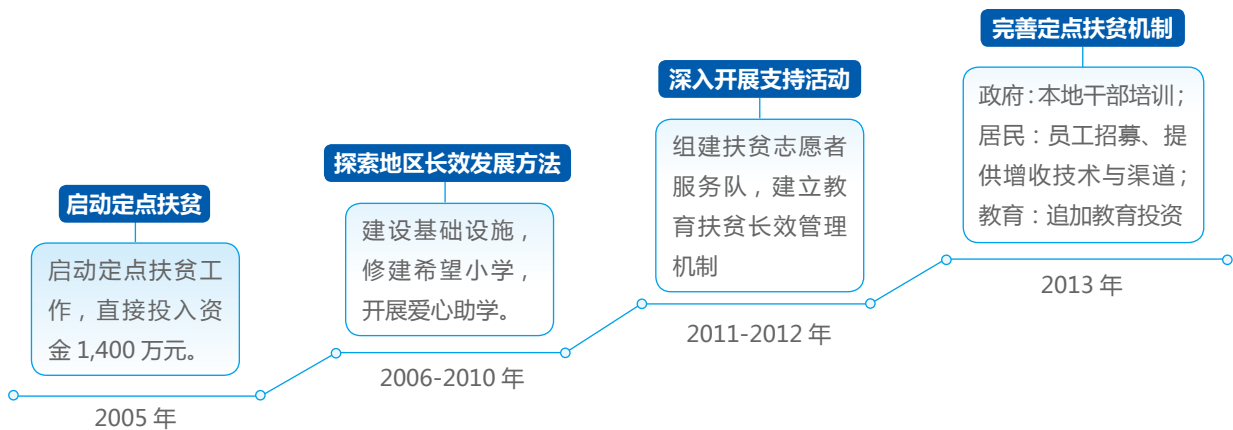 启动定点扶贫
启动定点扶贫工
作，直接投入资
金 1,400 万元。
2005 年
探索地区长效发展方法
建设基础设施，
修建希望小学，
开展爱心助学。
2006-2010 年
深入开展支持活动
组建扶贫志愿者
服务队，建立教
育扶贫长效管理
机制
2011-2012 年
完善定点扶贫机制
政府：本地干部培训；
居民：员工招募、提
供增收技术与渠道；
教育：追加教育投资
2013 年